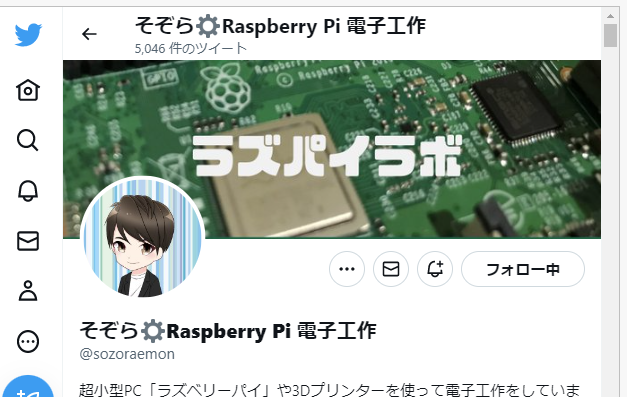 そぞら⚙️Raspberry Pi 電子工作
5,046 件のツイート
GPIO
Raspberry Pi
ラズパイラボ
フォロー中
そぞら⚙️Raspberry Pi 電子工作
@sozoraemon
超小型PC「ラズベリーパイ」や3Dプリンターを使って電子工作をしていま